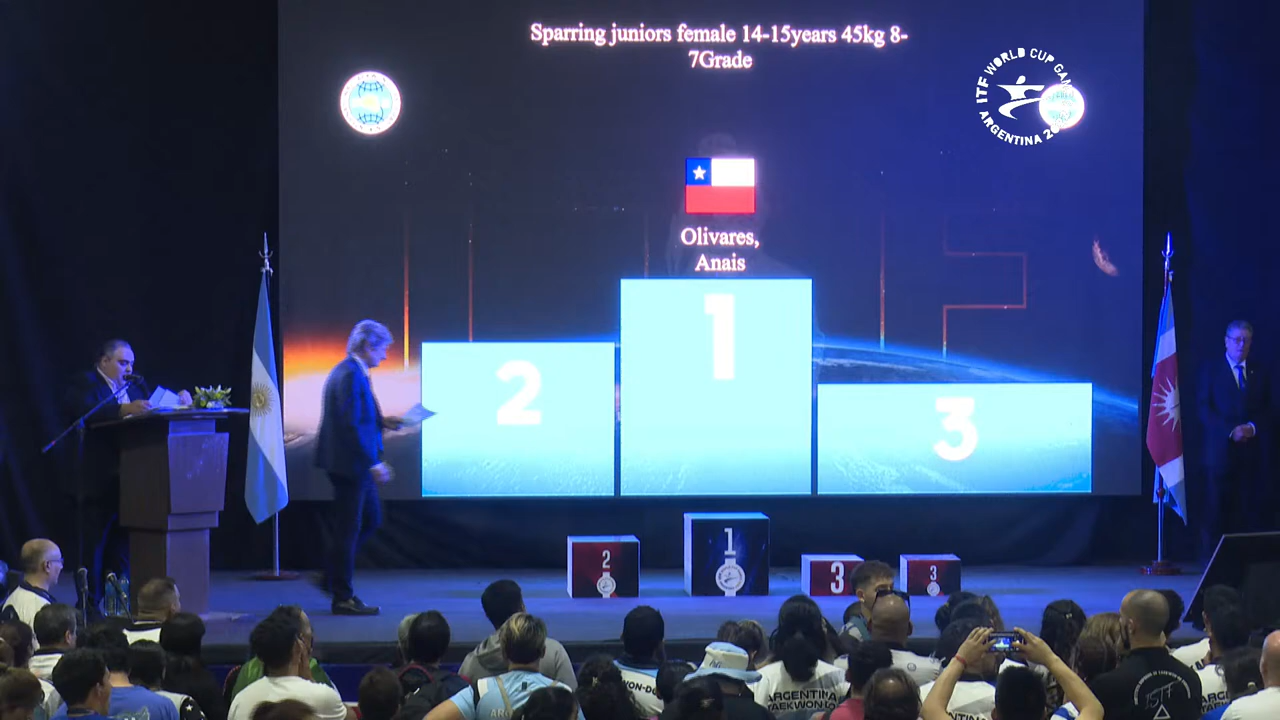 Sparring juniors female 14-15years 45kg 8-
7Grade
ITF WORLD CUP
ARGENTINA
Olivares,
Anais
1
2
3
1
2
3
3
ARGENTINA
TAEKWON